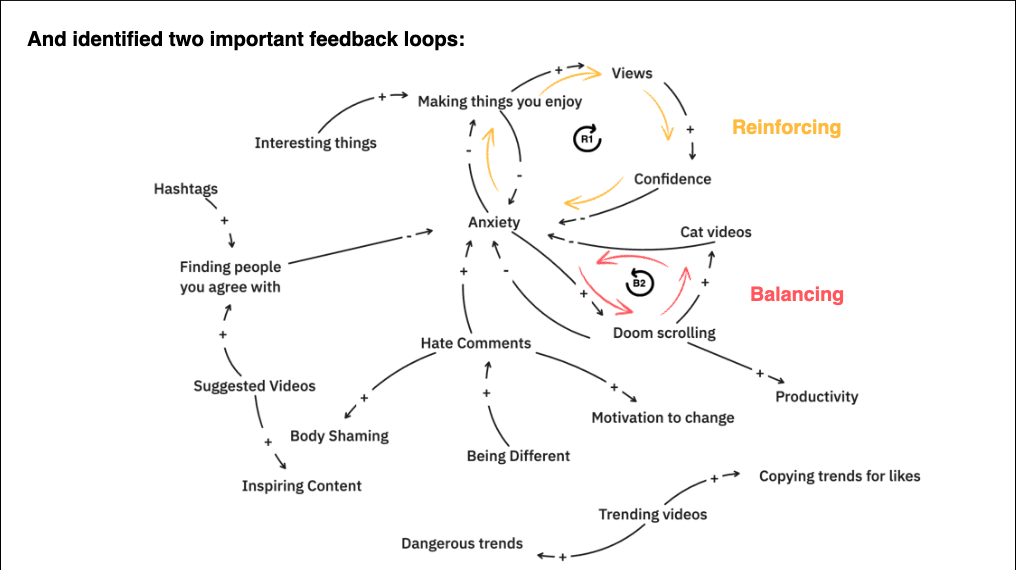 And identified two important feedback loops:
+
Views
Making things you enjoy
+
Interesting things
R1
+
Reinforcing
-
-
Confidence
Hashtags
+
-
Anxiety
-
Cat videos
-
Finding people
you agree with
+
-
+
B2
+
Balancing
+
Doom scrolling
Hate Comments
+
Suggested Videos
+
Productivity
+
+
+
Motivation to change
Body Shaming
+
Being Different
Inspiring Content
+
Copying trends for likes
Trending videos
Dangerous trends
+